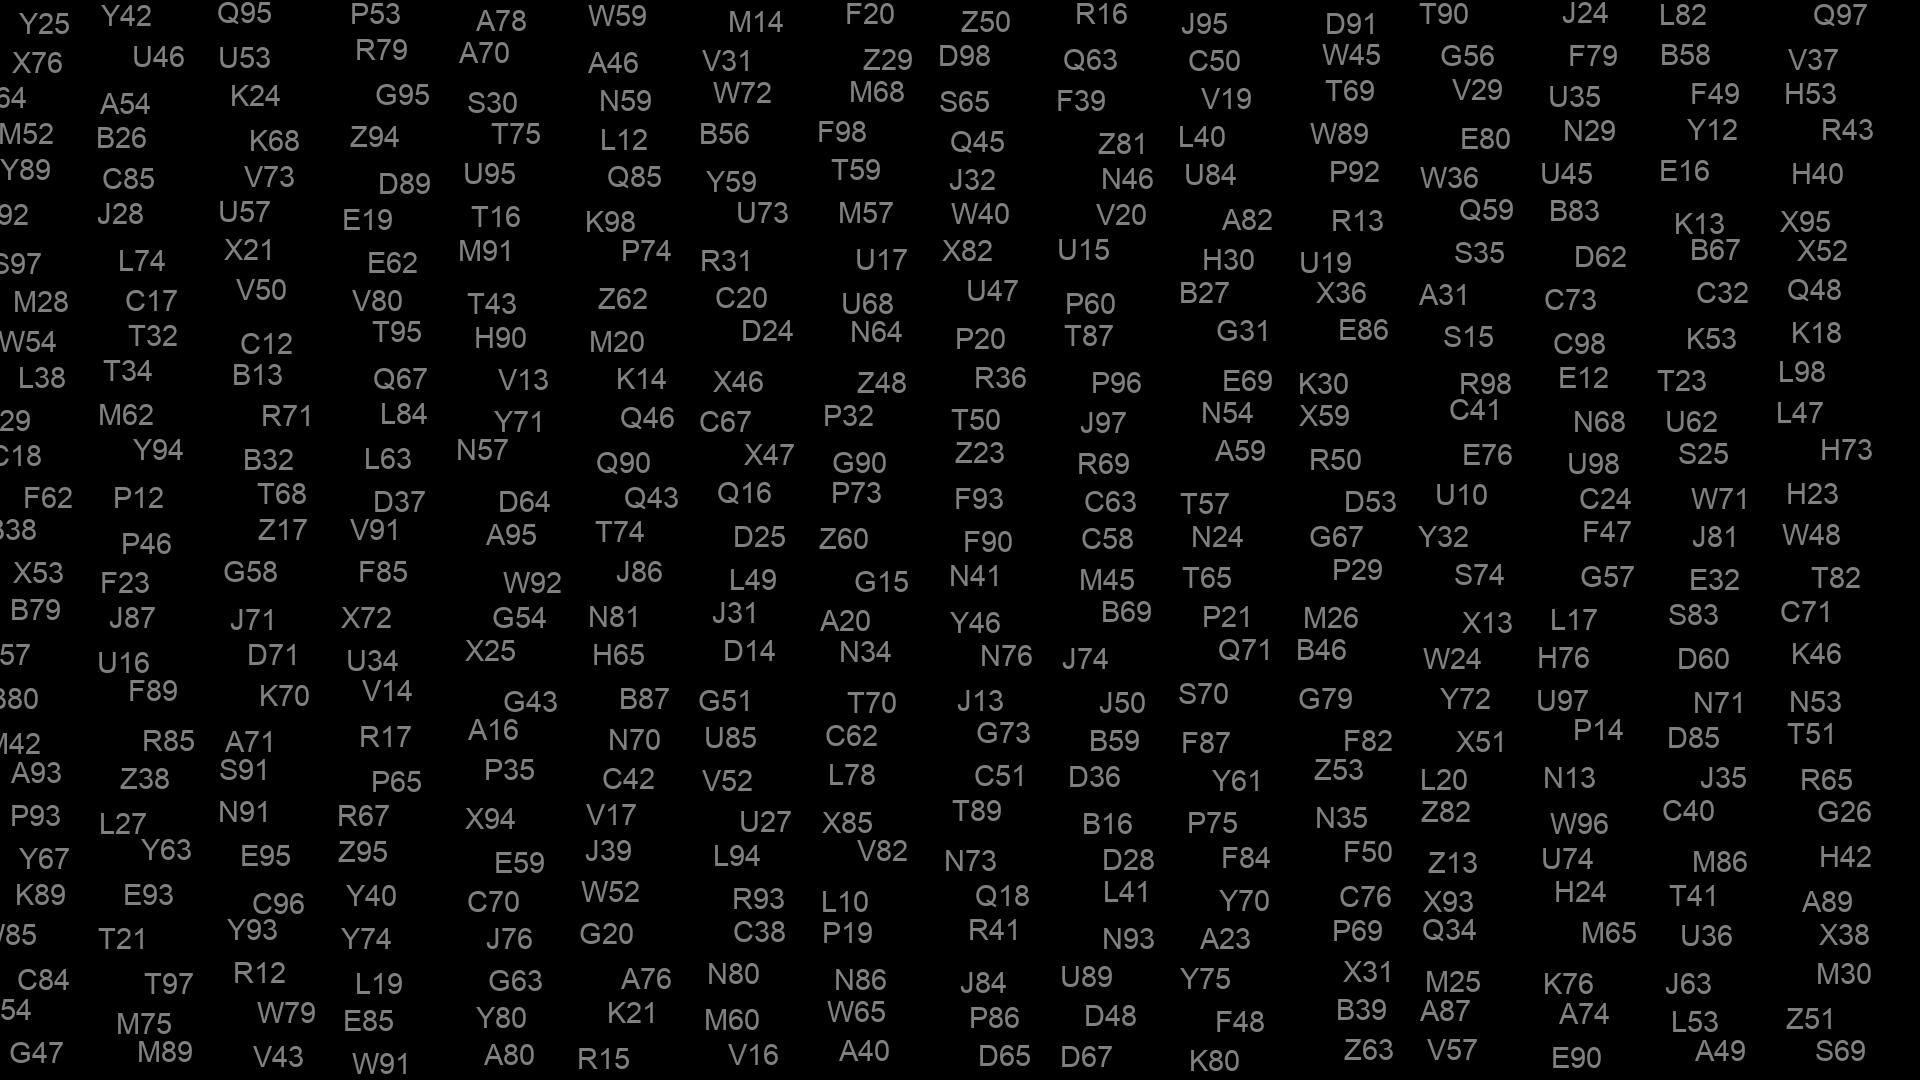 Y25 Y42 Q95 P53 A78 W59 M14 F20 Z50 R16 J95 D91 T90 J24 L82 Q97
X76 U46 U53 R79 A70 A46 V31 Z29 D98 Q63 C50 W45 G56 F79 B58 V37
64 A54 K24 G95 S30 N59 W72 M68 S65 F39 V19 T69 V29 U35 F49 H53
M52 B26 K68 Z94 T75 L12 B56 F98 Q45 Z81 L40 W89 E80 N29 Y12 R43
Y89 C85 V73 D89 U95 Q85 Y59 T59 J32 N46 U84 P92 W36 U45 E16 H40
92 J28 U57 E19 T16 K98 U73 M57 W40 V20 A82 R13 Q59 B83 K13 X95
S97 L74 X21 E62 M91 P74 R31 U17 X82 U15 H30 U19 S35 D62 B67 X52
M28 C17 V50 V80 T43 Z62 C20 U68 U47 P60 B27 X36 A31 C73 C32 Q48
W54 T32 C12 T95 H90 M20 D24 N64 P20 T87 G31 E86 S15 C98 K53 K18
L38 T34 B13 Q67 V13 K14 X46 Z48 R36 P96 E69 K30 R98 E12 T23 L98
29 M62 R71 L84 Y71 Q46 C67 P32 T50 J97 N54 X59 C41 N68 U62 L47
C18 Y94 B32 L63 N57 Q90 X47 G90 Z23 R69 A59 R50 E76 U98 S25 H73
F62 P12 T68 D37 D64 Q43 Q16 P73 F93 C63 T57 D53 U10 C24 W71 H23
38 P46 Z17 V91 A95 T74 D25 Z60 F90 C58 N24 G67 Y32 F47 J81 W48
X53 F23 G58 F85 W92 J86 L49 G15 N41 M45 T65 P29 S74 G57 E32 T82
B79 J87 J71 X72 G54 N81 J31 A20 Y46 B69 P21 M26 X13 L17 S83 C71
57 U16 D71 U34 X25 H65 D14 N34 N76 J74 Q71 B46 W24 H76 D60 K46
80 F89 K70 V14 G43 B87 G51 T70 J13 J50 S70 G79 Y72 U97 N71 N53
M42 R85 A71 R17 A16 N70 U85 C62 G73 B59 F87 F82 X51 P14 D85 T51
A93 Z38 S91 P65 P35 C42 V52 L78 C51 D36 Y61 Z53 L20 N13 J35 R65
P93 L27 N91 R67 X94 V17 U27 X85 T89 B16 P75 N35 Z82 W96 C40 G26
Y67 Y63 E95 Z95 E59 J39 L94 V82 N73 D28 F84 F50 Z13 U74 M86 H42
K89 E93 C96 Y40 C70 W52 R93 L10 Q18 L41 Y70 C76 X93 H24 T41 A89
85 T21 Y93 Y74 J76 G20 C38 P19 R41 N93 A23 P69 Q34 M65 U36 X38
C84 T97 R12 L19 G63 A76 N80 N86 J84 U89 Y75 X31 M25 K76 J63 M30
54 M75 W79 E85 Y80 K21 M60 W65 P86 D48 F48 B39 A87 A74 L53 Z51
G47 M89 V43 W91 A80 R15 V16 A40 D65 D67 K80 Z63 V57 E90 A49 S69